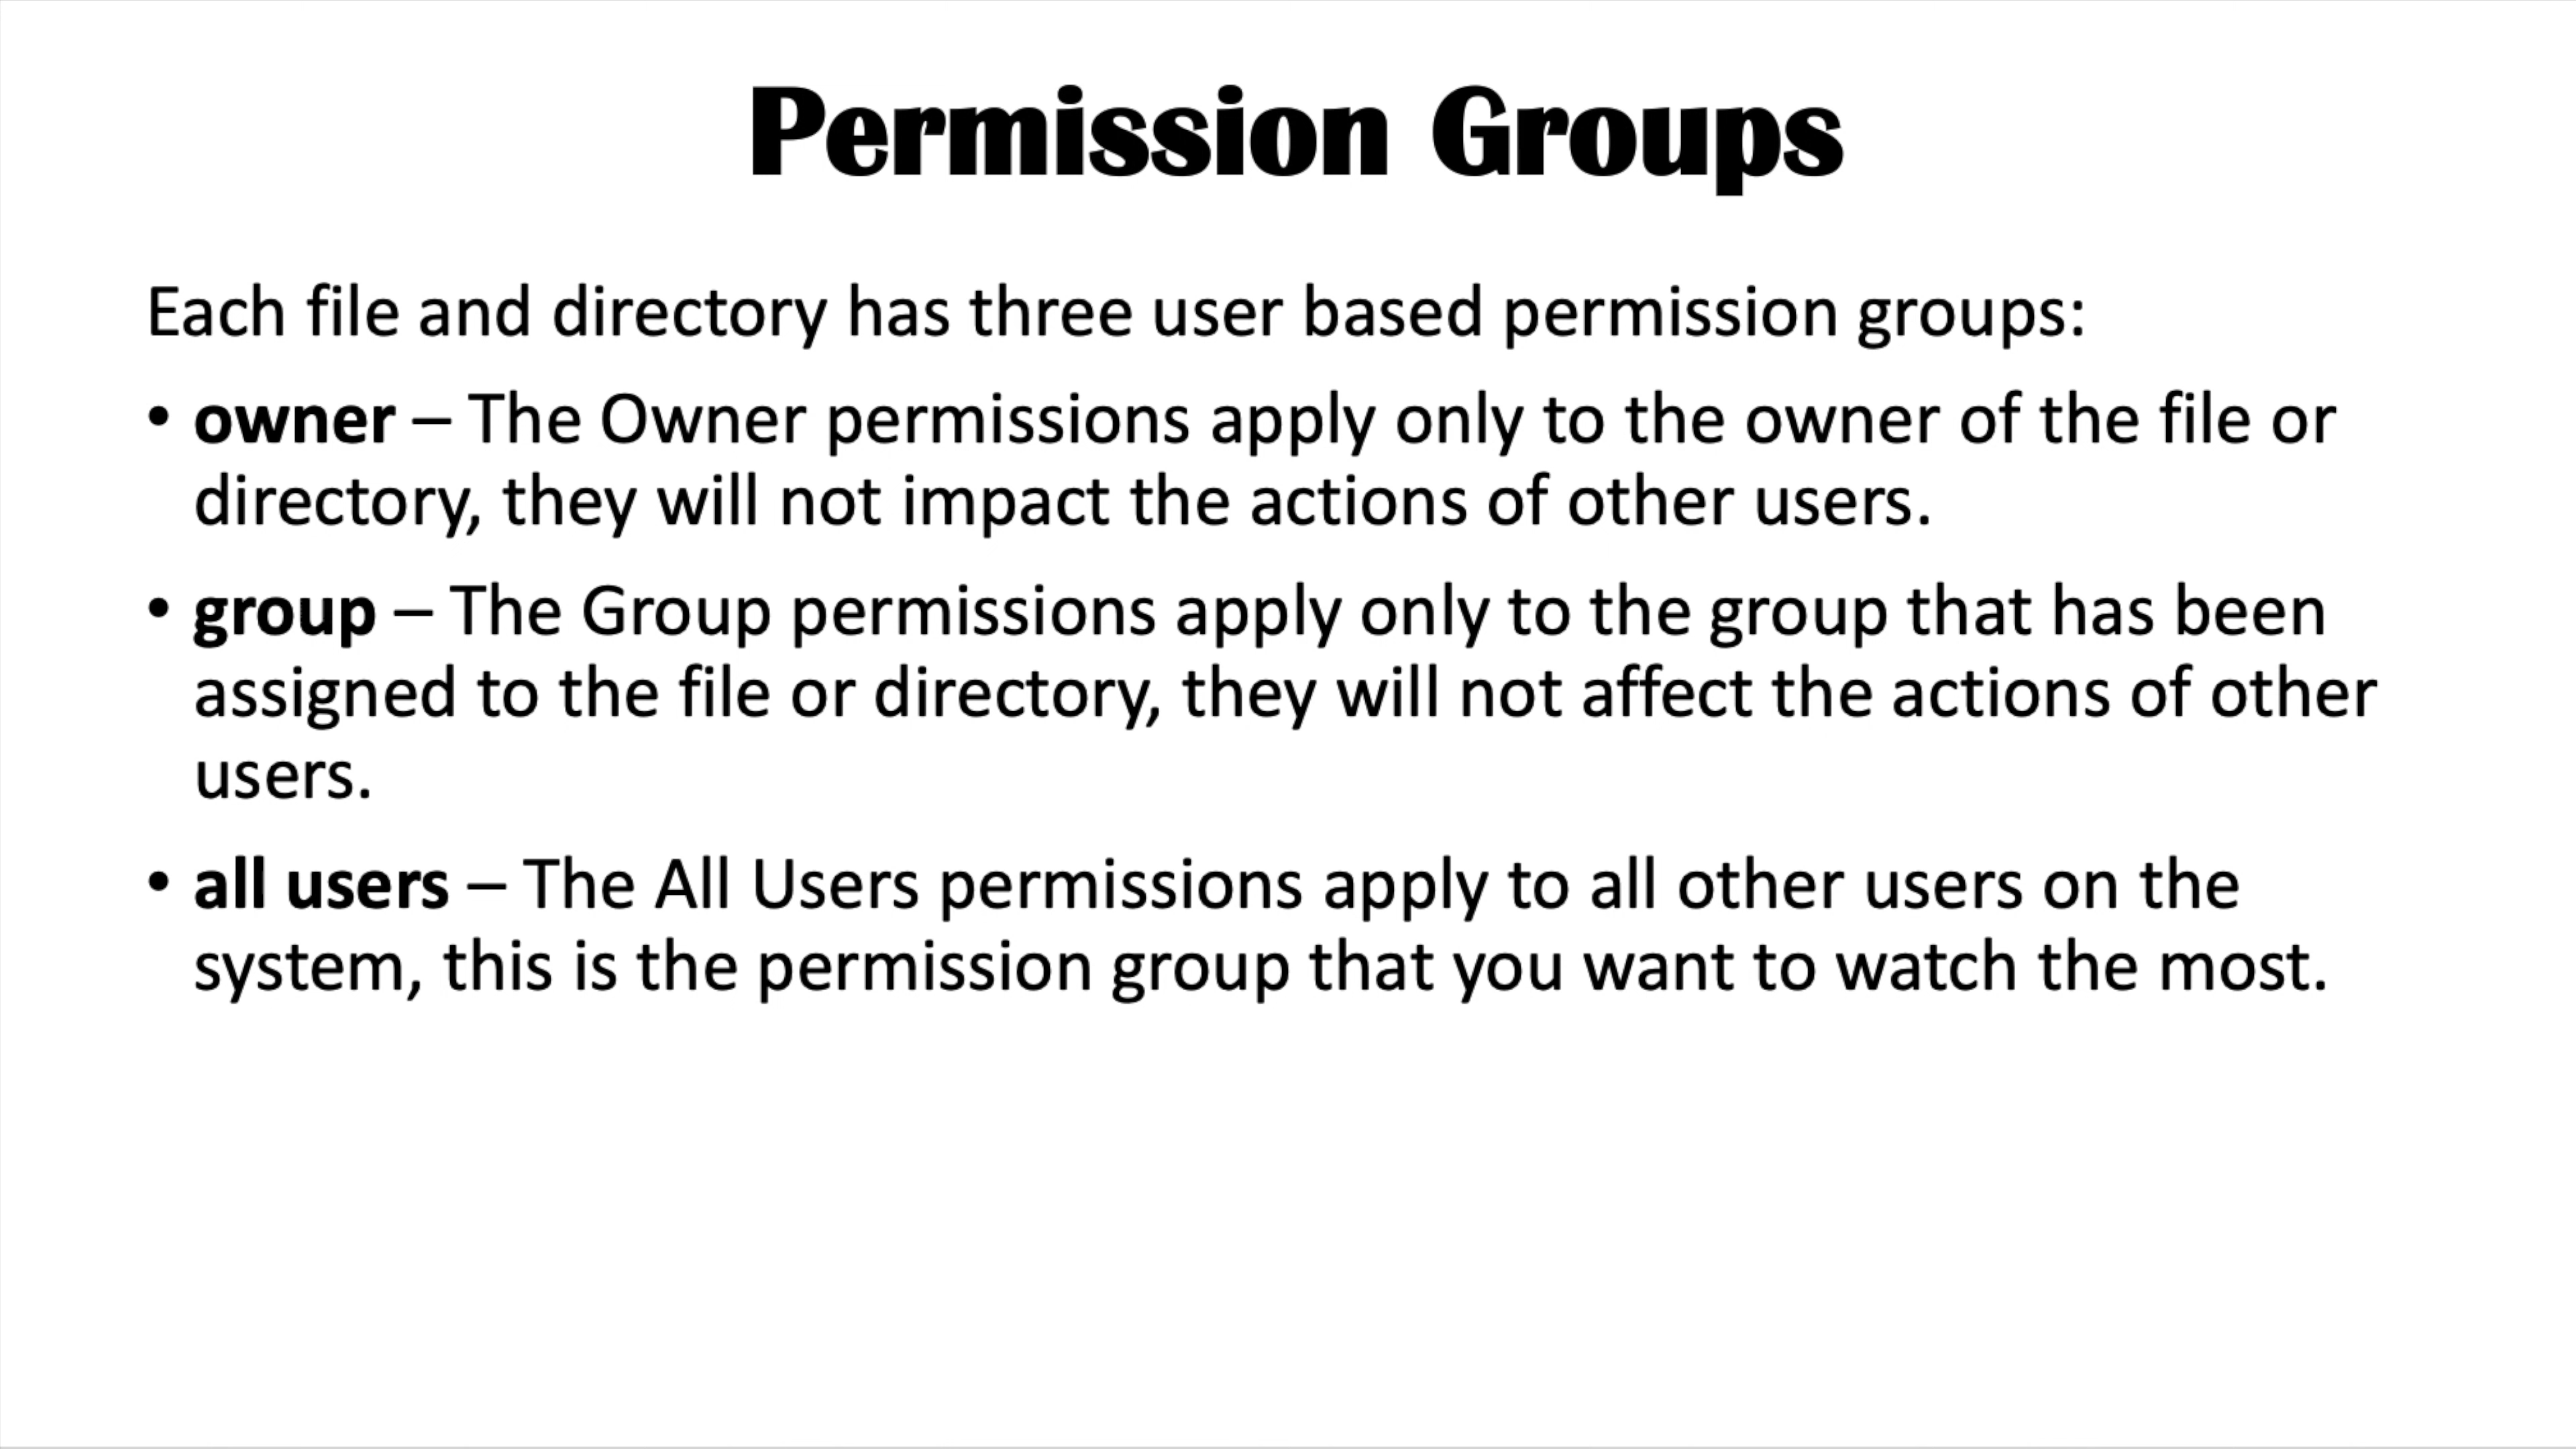 Permission Groups
Each file and directory has three user based permission groups:
• owner – The Owner permissions apply only to the owner of the file or
directory, they will not impact the actions of other users.
• group – The Group permissions apply only to the group that has been
assigned to the file or directory, they will not affect the actions of other
users.
• all users – The All Users permissions apply to all other users on the
system, this is the permission group that you want to watch the most.